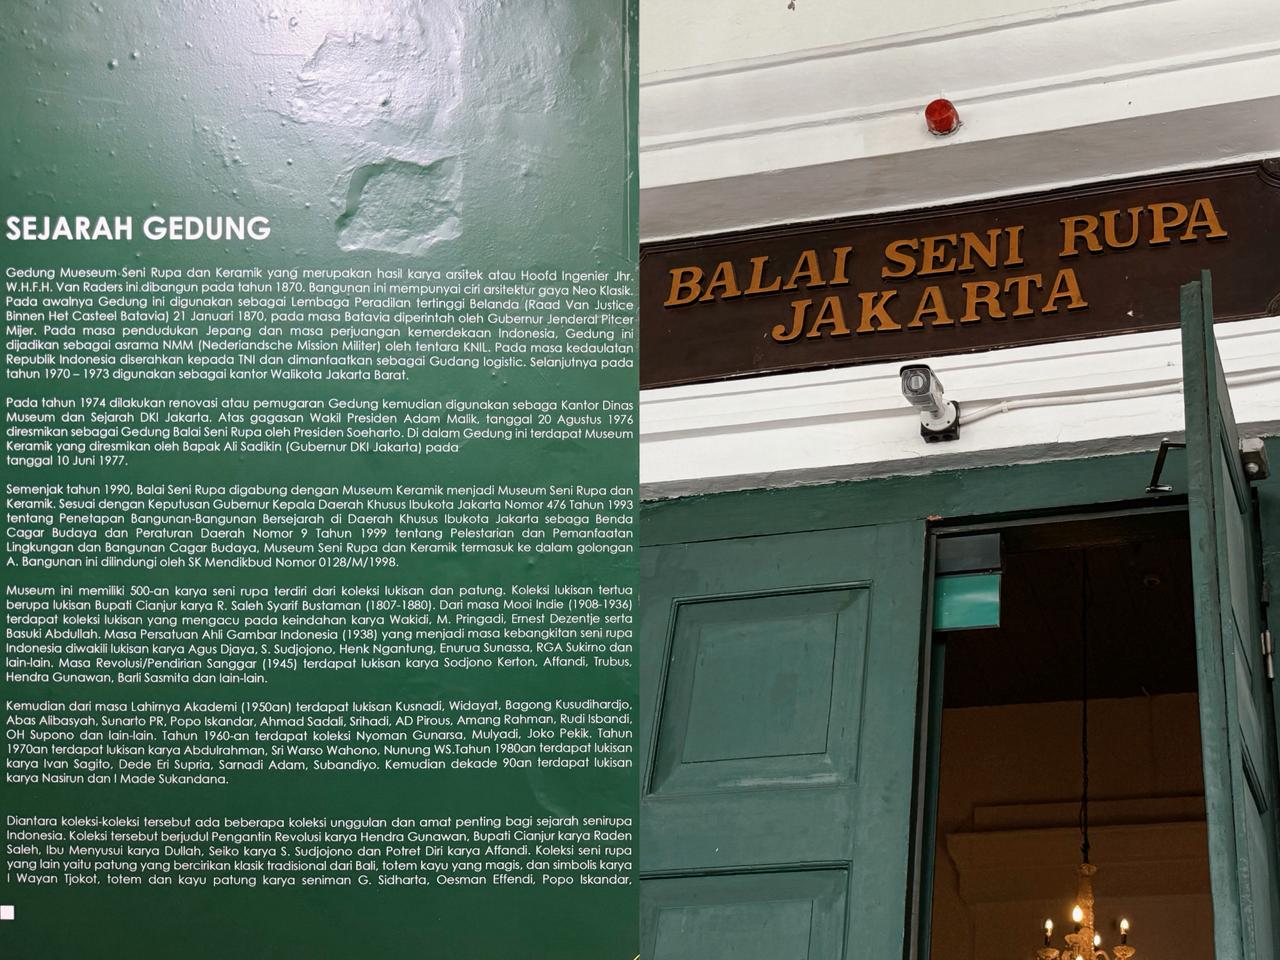 SEJARAH GEDUNG
Gedung Mueseum Seni Rupa dan Keramik yang merupakan hasil karya arsitek atau Hoofd Ingenier Jhr.
W.H.F.H. Van Raders ini dibangun pada tahun 1870. Bangunan ini mempunyai ciri arsitektur gaya Neo Klasik.
Pada awalnya Gedung ini digunakan sebagai Lembaga Peradilan tertinggi Belanda (Raad Van Justice
Binnen Het Casteel Batavia) 21 Januari 1870, pada masa Batavia diperintah oleh Gubernur Jenderal Pitcer
Mijer. Pada masa pendudukan Jepang dan masa perjuangan kemerdekaan Indonesia, Gedung ini
dijadikan sebagai asrama NMM (Nederiandsche Mission Militer) oleh tentara KNIL. Pada masa kedaulatan
Republik Indonesia diserahkan kepada TNI dan dimanfaatkan sebagai Gudang logistic. Selanjutnya pada
tahun 1970 – 1973 digunakan sebagai kantor Walikota Jakarta Barat.
Pada tahun 1974 dilakukan renovasi atau pemugaran Gedung kemudian digunakan sebaga Kantor Dinas
Museum dan Sejarah DKI Jakarta. Atas gagasan Wakil Presiden Adam Malik, tanggal 20 Agustus 1976
diresmikan sebagai Gedung Balai Seni Rupa oleh Presiden Soeharto. Di dalam Gedung ini terdapat Museum
Keramik yang diresmikan oleh Bapak Ali Sadikin (Gubernur DKI Jakarta) pada
tanggal 10 Juni 1977.
Semenjak tahun 1990, Balai Seni Rupa digabung dengan Museum Keramik menjadi Museum Seni Rupa dan
Keramik. Sesuai dengan Keputusan Gubernur Kepala Daerah Khusus Ibukota Jakarta Nomor 476 Tahun 1993
tentang Penetapan Bangunan-Bangunan Bersejarah di Daerah Khusus Ibukota Jakarta sebaga Benda
Cagar Budaya dan Peraturan Daerah Nomor 9 Tahun 1999 tentang Pelestarian dan Pemanfaatan
Lingkungan dan Bangunan Cagar Budaya, Museum Seni Rupa dan Keramik termasuk ke dalam golongan
A. Bangunan ini dilindungi oleh SK Mendikbud Nomor 0128/M/1998.
Museum ini memiliki 500-an karya seni rupa terdiri dari koleksi lukisan dan patung. Koleksi lukisan tertua
berupa lukisan Bupati Cianjur karya R. Saleh Syarif Bustaman (1807-1880). Dari masa Mooi Indie (1908-1936)
terdapat koleksi lukisan yang mengacu pada keindahan karya Wakidi, M. Pringadi, Ernest Dezentje serta
Basuki Abdullah. Masa Persatuan Ahli Gambar Indonesia (1938) yang menjadi masa kebangkitan seni rupa
Indonesia diwakili lukisan karya Agus Djaya, S. Sudjojono, Henk Ngantung, Enurua Sunassa, RGA Sukirno dan
lain-lain. Masa Revolusi/Pendirian Sanggar (1945) terdapat lukisan karya Sodjono Kerton, Affandi, Trubus,
Hendra Gunawan, Barli Sasmita dan lain-lain.
Kemudian dari masa Lahirnya Akademi (1950an) terdapat lukisan Kusnadi, Widayat, Bagong Kusudihardjo,
Abas Alibasyah, Sunarto PR, Popo Iskandar, Ahmad Sadali, Srihadi, AD Pirous, Amang Rahman, Rudi Isbandi,
OH Supono dan lain-lain. Tahun 1960-an terdapat koleksi Nyoman Gunarsa, Mulyadi, Joko Pekik. Tahun
1970an terdapat lukisan karya Abdulrahman, Sri Warso Wahono, Nunung WS.Tahun 1980an terdapat lukisan
karya Ivan Sagito, Dede Eri Supria, Sarnadi Adam, Subandiyo. Kemudian dekade 90an terdapat lukisan
karya Nasirun dan I Made Sukandana.
Diantara koleksi-koleksi tersebut ada beberapa koleksi unggulan dan amat penting bagi sejarah senirupa
Indonesia. Koleksi tersebut berjudul Pengantin Revolusi karya Hendra Gunawan, Bupati Cianjur karya Raden
Saleh, Ibu Menyusui karya Dullah, Seiko karya S. Sudjojono dan Potret Diri karya Affandi. Koleksi seni rupa
yang lain yaitu patung yang bercirikan klasik tradisional dari Bali, totem kayu yang magis, dan simbolis karya
I Wayan Tjokot, totem dan kayu patung karya seniman G. Sidharta, Oesman Effendi, Popo Iskandar,
BALAI SENI RUPA
JAKARTA